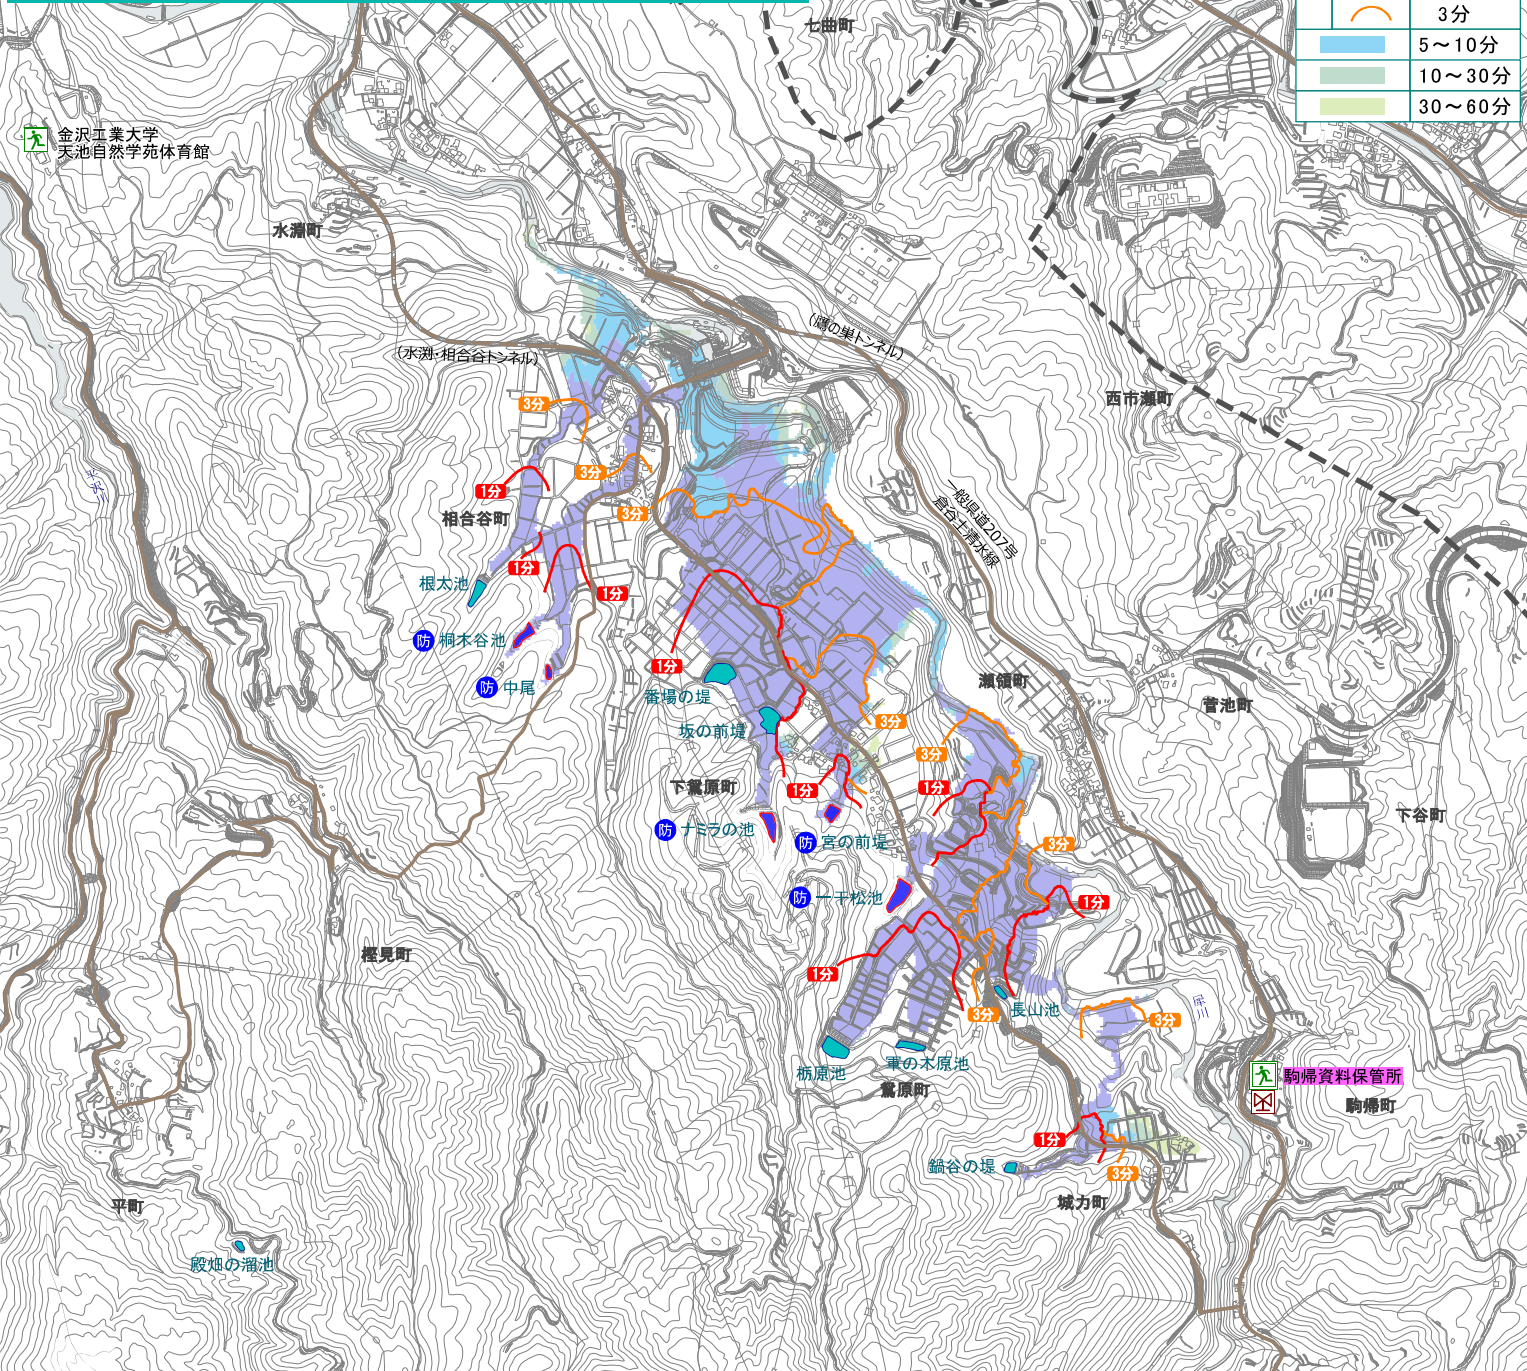 七曲町
3分
5～10分
10～30分
30～60分
金沢工業大学
天池自然学苑体育館
水淵町
(鷹の巣トンネル)
(水渕・相合谷トンネル)
西市瀬町
3分
3分
1分
3分
相合谷町
一般県道207号
倉谷土清水線
1分
根太池
1分
防
桐木谷池
防
中尾
1分
番場の堤
瀬領町
菅池町
坂の前堤
3分
3分
下鴛原町
1分
1分
下谷町
防
ナミラの池
防
宮の前堤
3分
防
一干松池
1分
樫見町
1分
長山池
犀川
3分
3分
軍の木原池
栃原池
鴛原町
駒帰資料保管所
駒帰町
1分
鍋谷の堤
3分
城力町
平町
殿畑の溜池